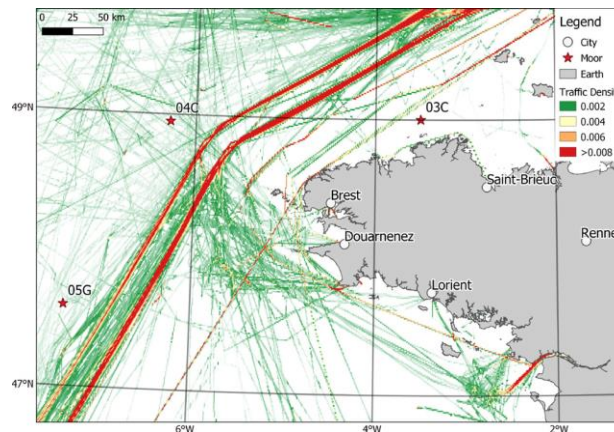 0 25 50 km
Legend
City
Moor
Earth
Traffic Densi
0.002
0.004
0.006
>0.008
49°N
04C
03C
Saint-Brieuc
Brest
Douarnenez
Renne
05G
Lorient
47°N
6°W 4°W 2°W